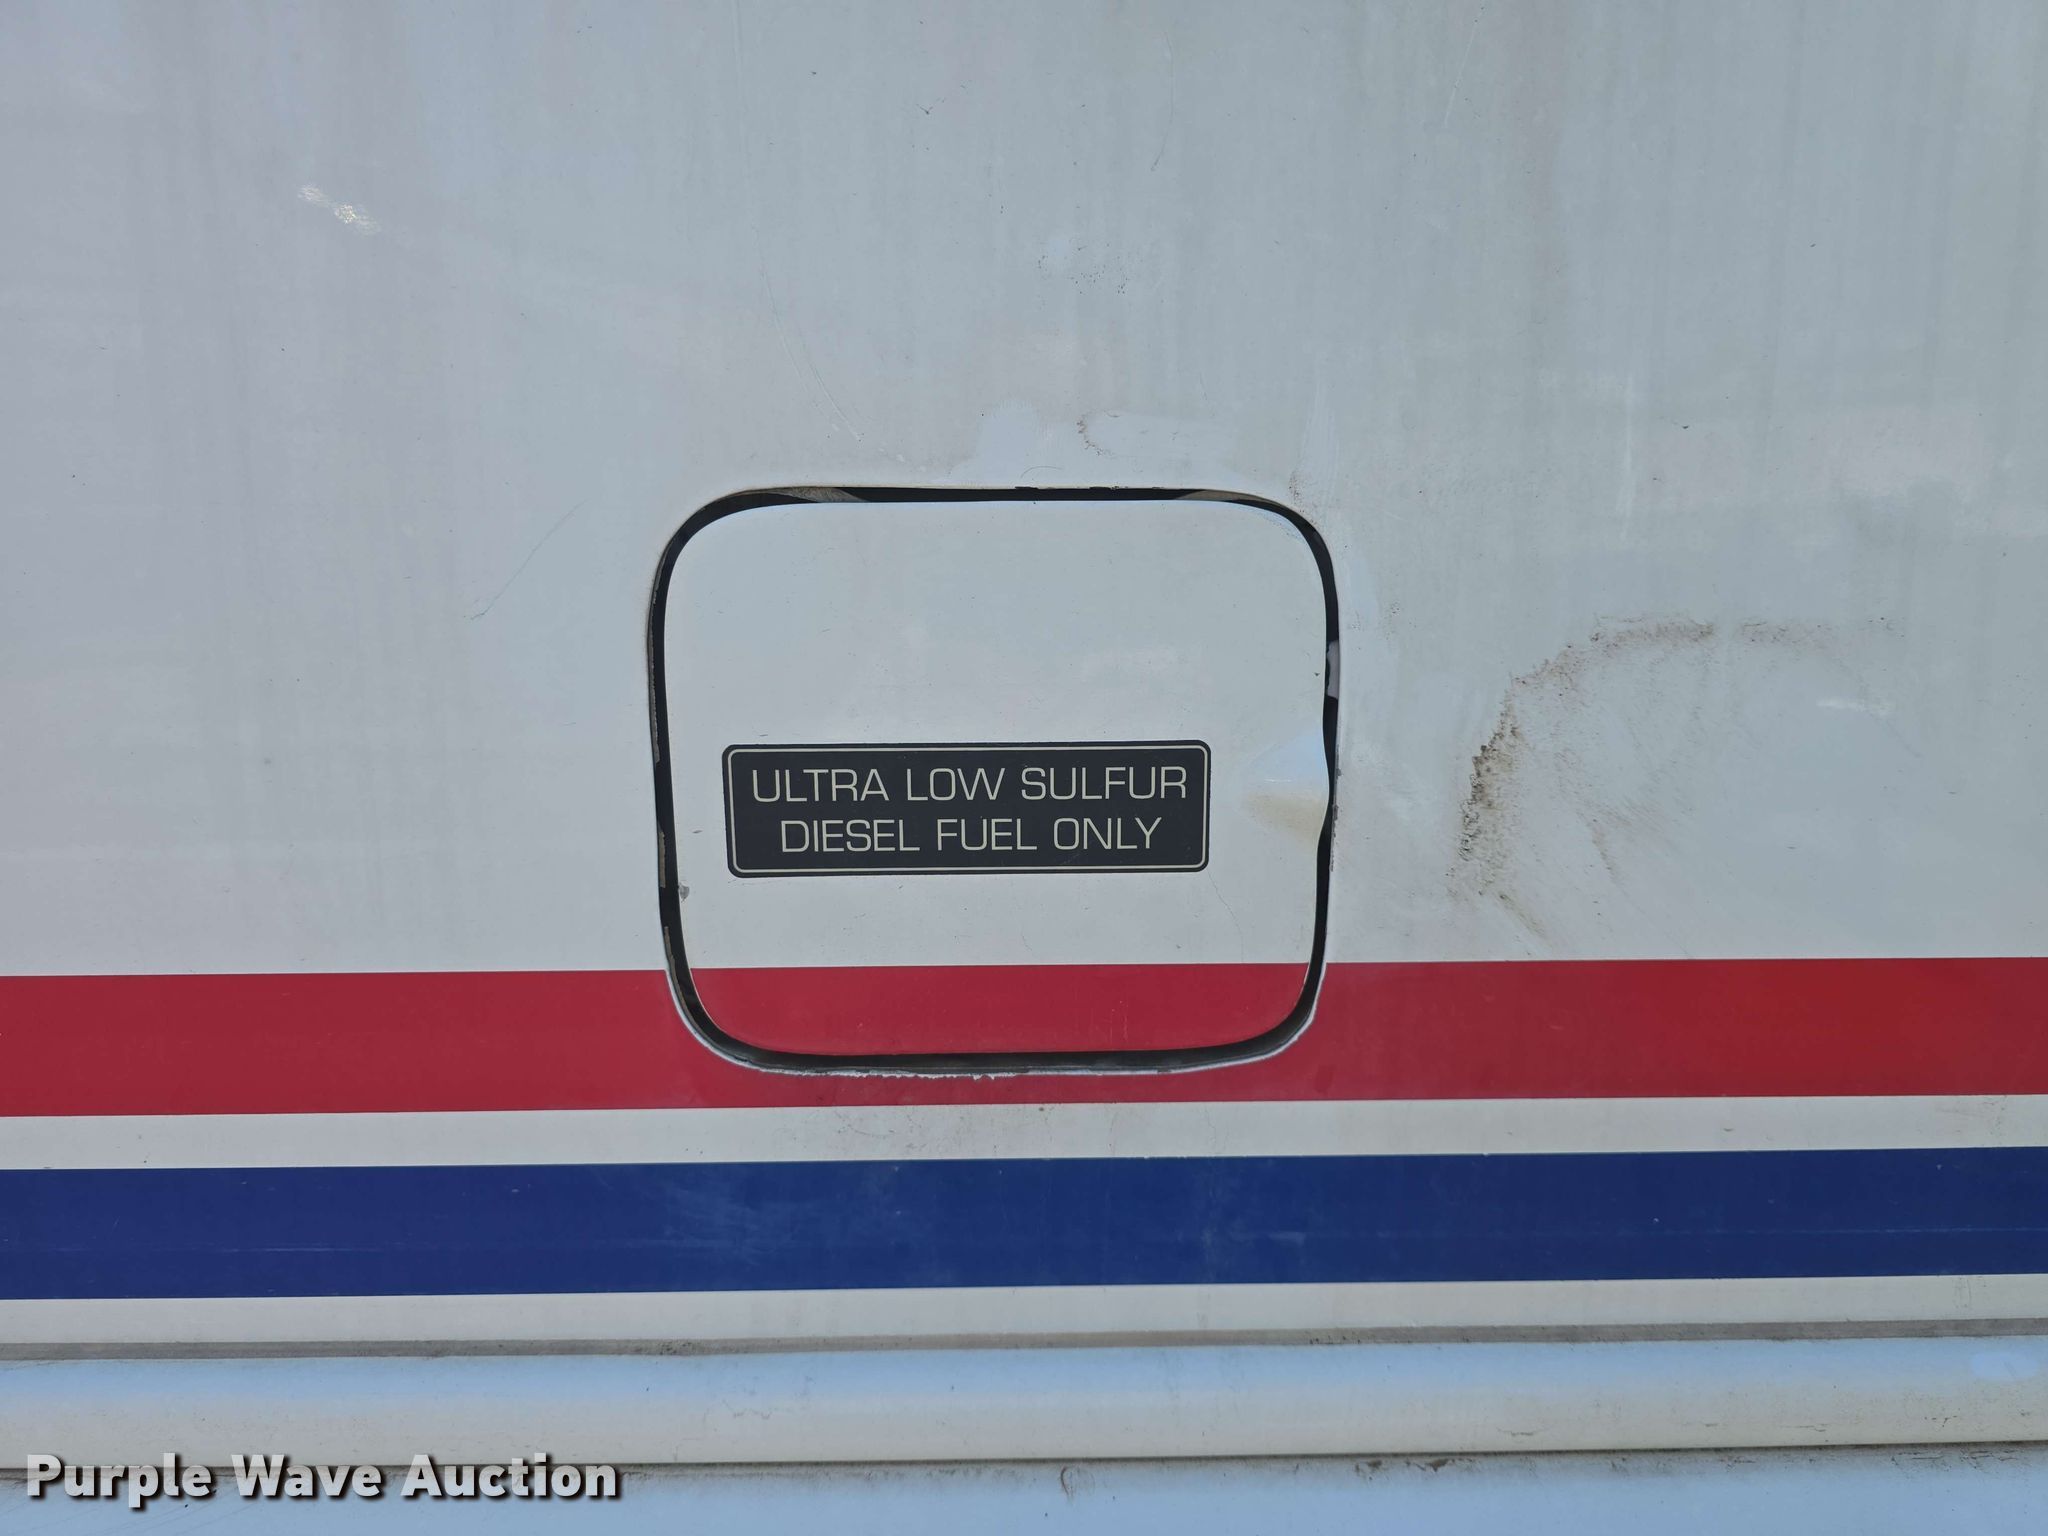 ULTRA LOW SULFUR
DIESEL FUEL ONLY
Purple Wave Auction